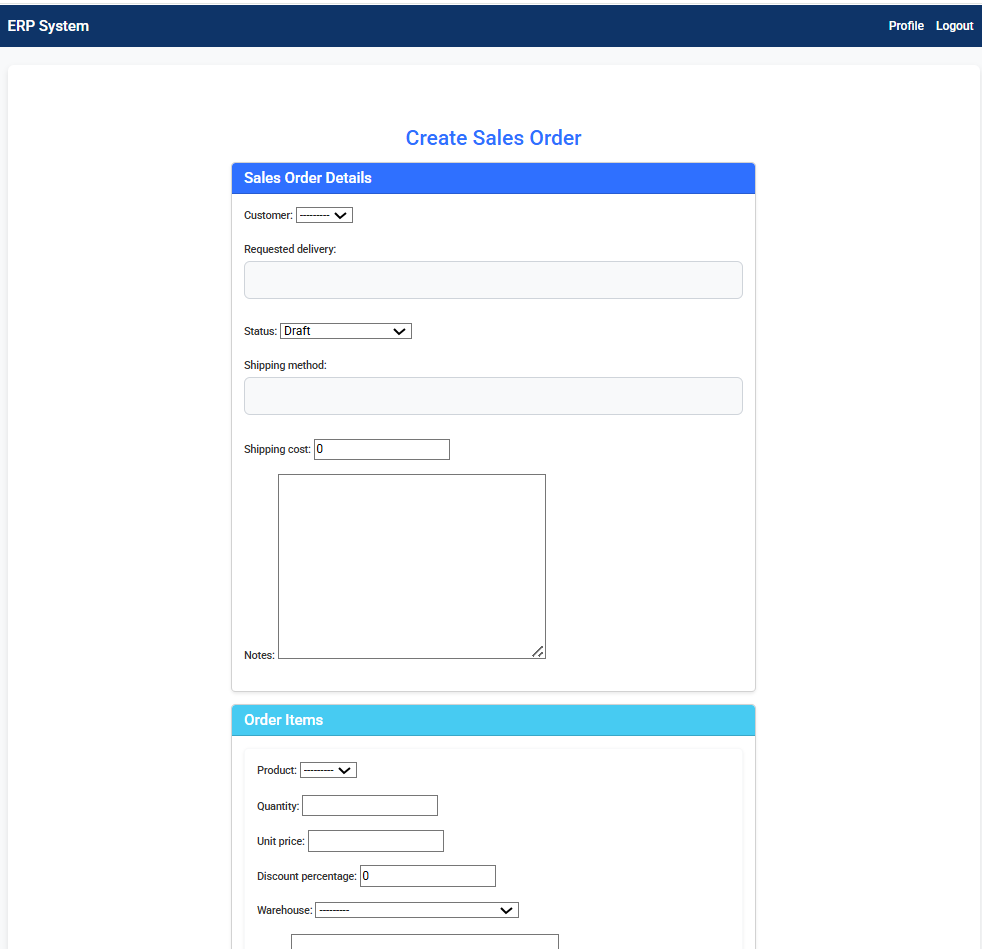 ERP System Profile Logout
Create Sales Order
Sales Order Details
Customer: ---------
Requested delivery:
Status: Draft
Shipping method:
Shipping cost: 0
Notes:
Order Items
Product: ---------
Quantity:
Unit price:
Discount percentage: 0
Warehouse: ---------